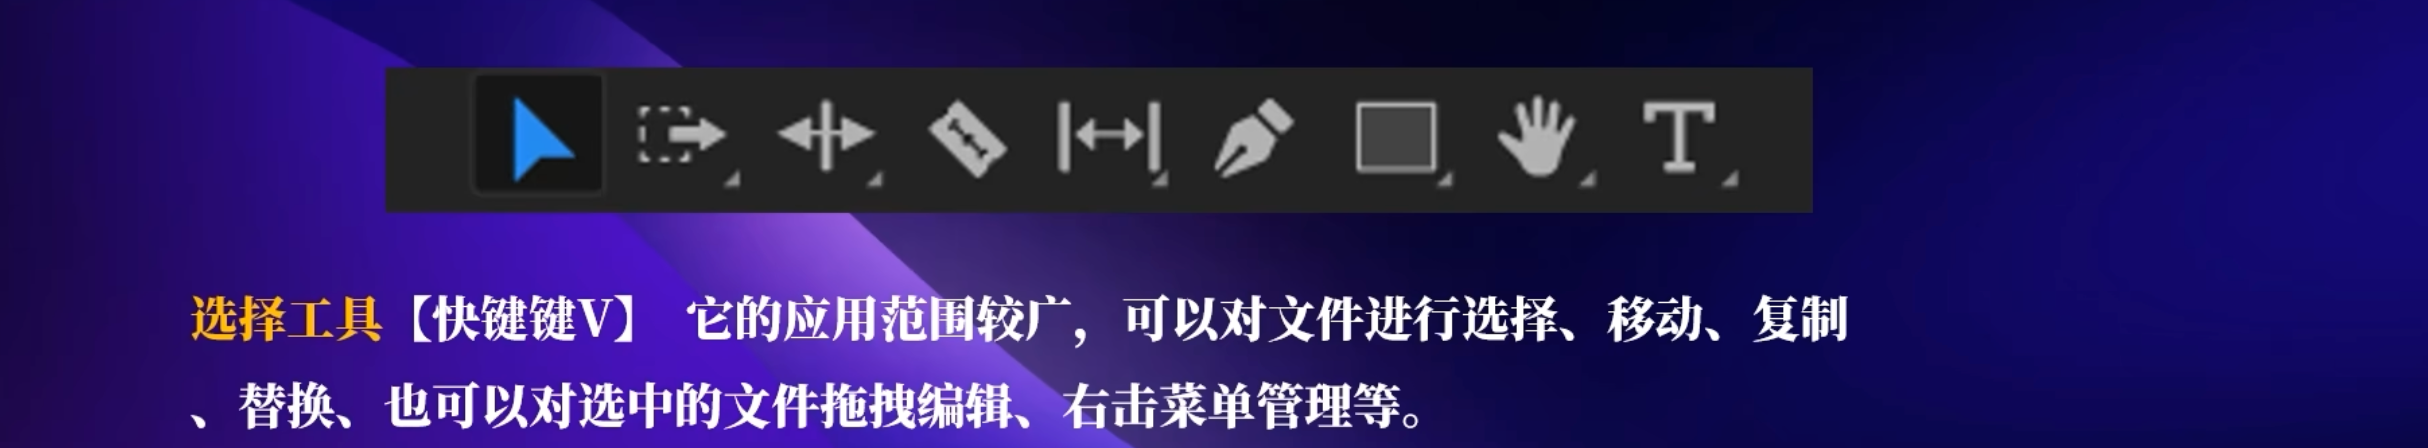 选择工具【快键键V】 它的应用范围较广，可以对文件进行选择、移动、复制
、替换、也可以对选中的文件拖拽编辑、右击菜单管理等。